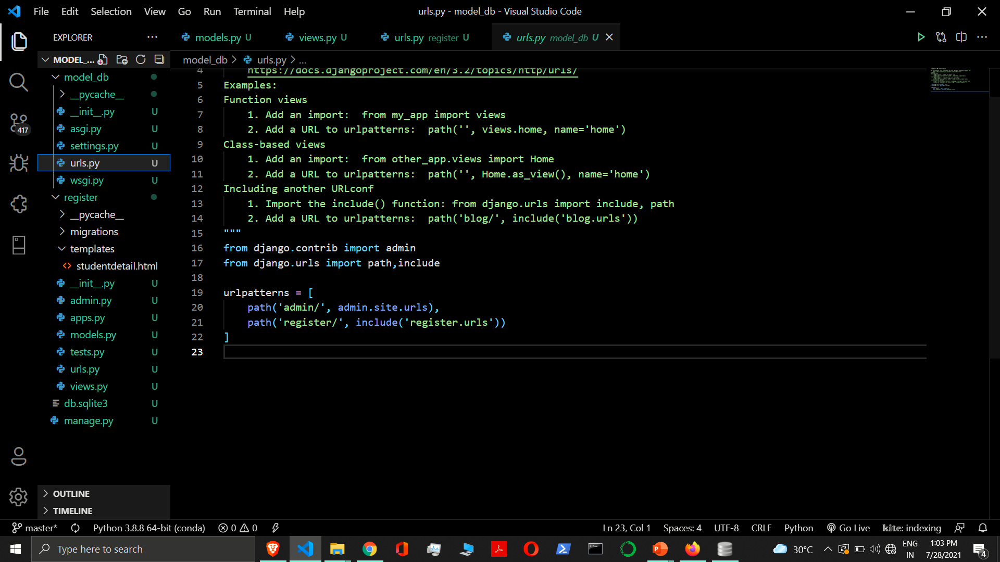 File Edit Selection View Go Run Terminal Help
urls.py - model_db - Visual Studio Code
EXPLORER
models.py U
views.py U
urls.py register U
urls.py model_db U
MODEL_...
model_db > urls.py > ...
model_db
__pycache__
__init__.py U
asgi.py U
settings.py U
urls.py U
wsgi.py U
register
__pycache__
migrations
templates
studentdetail.html
__init__.py U
admin.py U
apps.py U
models.py U
tests.py U
urls.py U
views.py U
db.sqlite3 U
manage.py U
OUTLINE
TIMELINE
417
4 https://docs.djangoproject.com/en/3.2/topics/http/urls/
5 Examples:
6 Function views
7 1. Add an import:  from my_app import views
8 2. Add a URL to urlpatterns:  path('', views.home, name='home')
9 Class-based views
10 1. Add an import:  from other_app.views import Home
11 2. Add a URL to urlpatterns:  path('', Home.as_view(), name='home')
12 Including another URLconf
13 1. Import the include() function: from django.urls import include, path
14 2. Add a URL to urlpatterns:  path('blog/', include('blog.urls'))
15 """
16 from django.contrib import admin
17 from django.urls import path,include
18
19 urlpatterns = [
20 path('admin/', admin.site.urls),
21 path('register/', include('register.urls'))
22 ]
23
master* Python 3.8.8 64-bit (conda) 0 0
Ln 23, Col 1 Spaces: 4 UTF-8 CRLF Python Go Live kite: indexing
Type here to search
30°C
ENG
IN
1:03 PM
7/28/2021
4